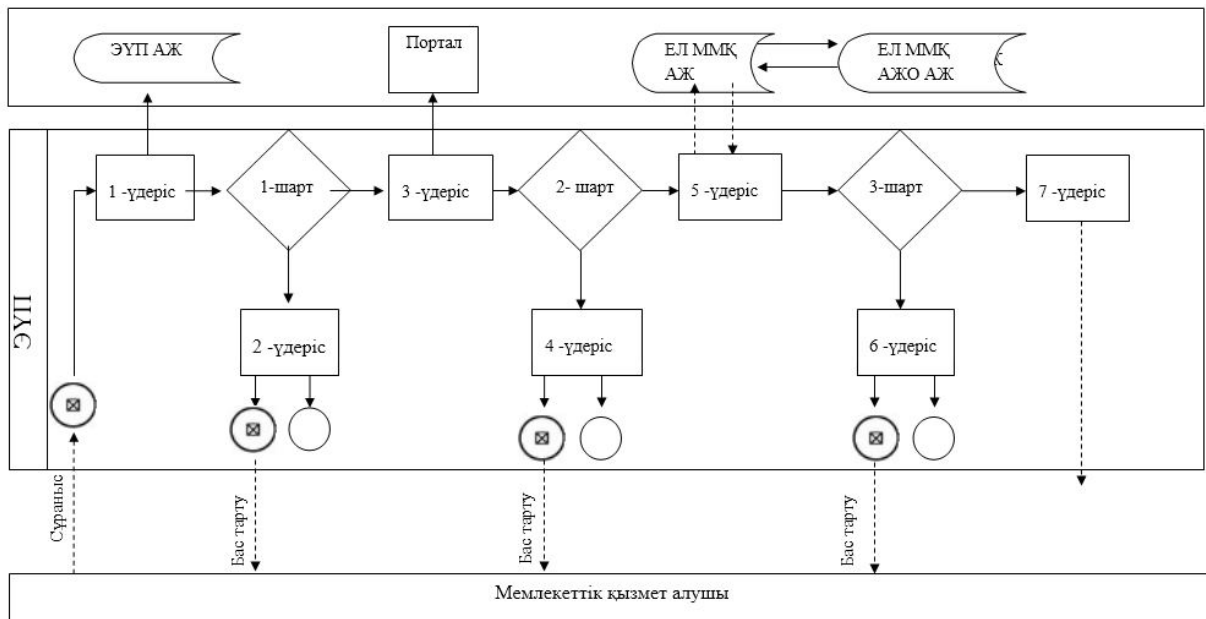 ЭҮП АЖ
Портал
ЕЛ ММҚ
АЖ
ЕЛ ММҚ
АЖО АЖ
ЭҮП
1 -үдеріс
1-шарт
3 -үдеріс
2- шарт
5 -үдеріс
3-шарт
7 -үдеріс
2 -үдеріс
4 -үдеріс
6 -үдеріс
Сұраныс
Бас тарту
Бас тарту
Бас тарту
Мемлекеттік қызмет алушы